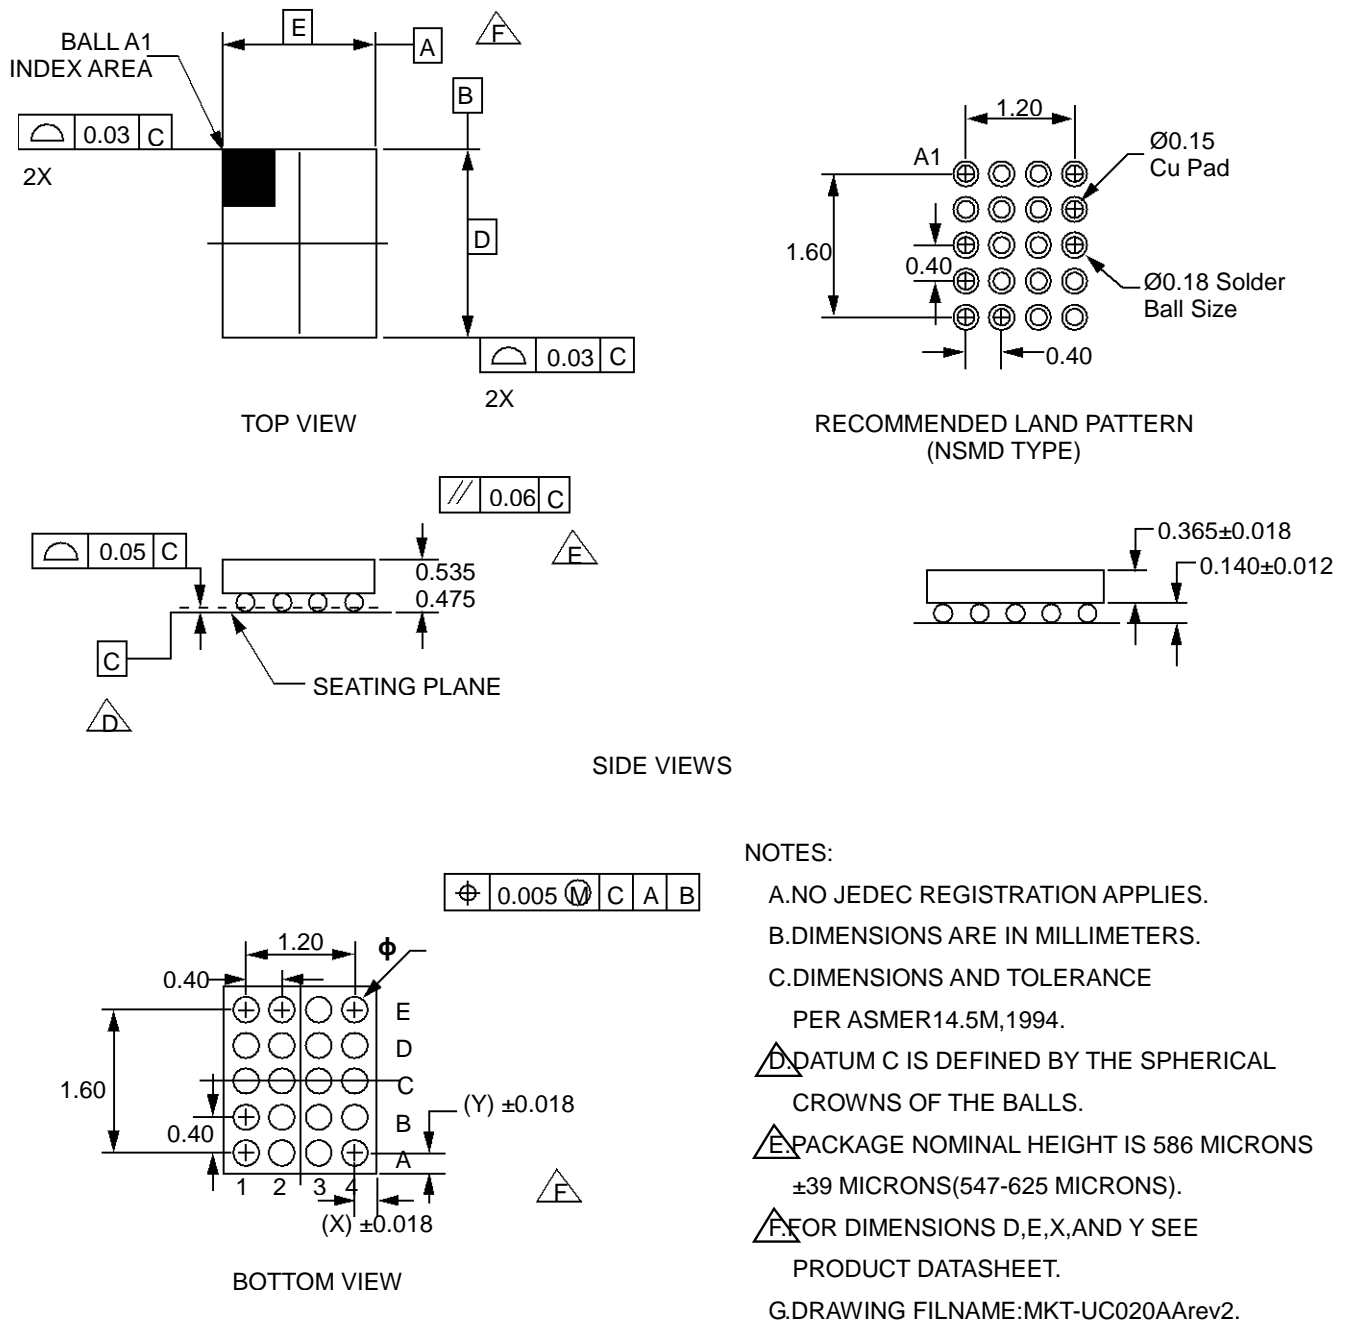 E
F
BALL A1
A
INDEX AREA
B
0.03 C
2X
D
0.03 C
2X
TOP VIEW
1.20
Ø0.15
Cu Pad
A1
1.60
0.40
Ø0.18 Solder
Ball Size
0.40
RECOMMENDED LAND PATTERN
(NSMD TYPE)
// 0.06 C
E
0.05 C
0.535
0.475
C
SEATING PLANE
D
0.365±0.018
0.140±0.012
SIDE VIEWS
0.005 Ⓜ C A B
1.20
ϕ
0.40
E
D
C
B
A
1.60
0.40
(Y) ±0.018
1 2 3 4
F
(X) ±0.018
BOTTOM VIEW
NOTES:
A.NO JEDEC REGISTRATION APPLIES.
B.DIMENSIONS ARE IN MILLIMETERS.
C.DIMENSIONS AND TOLERANCE
PER ASMER14.5M,1994.
D.DATUM C IS DEFINED BY THE SPHERICAL
CROWNS OF THE BALLS.
E.PACKAGE NOMINAL HEIGHT IS 586 MICRONS
±39 MICRONS(547-625 MICRONS).
F.FOR DIMENSIONS D,E,X,AND Y SEE
PRODUCT DATASHEET.
G.DRAWING FILNAME:MKT-UC020AArev2.